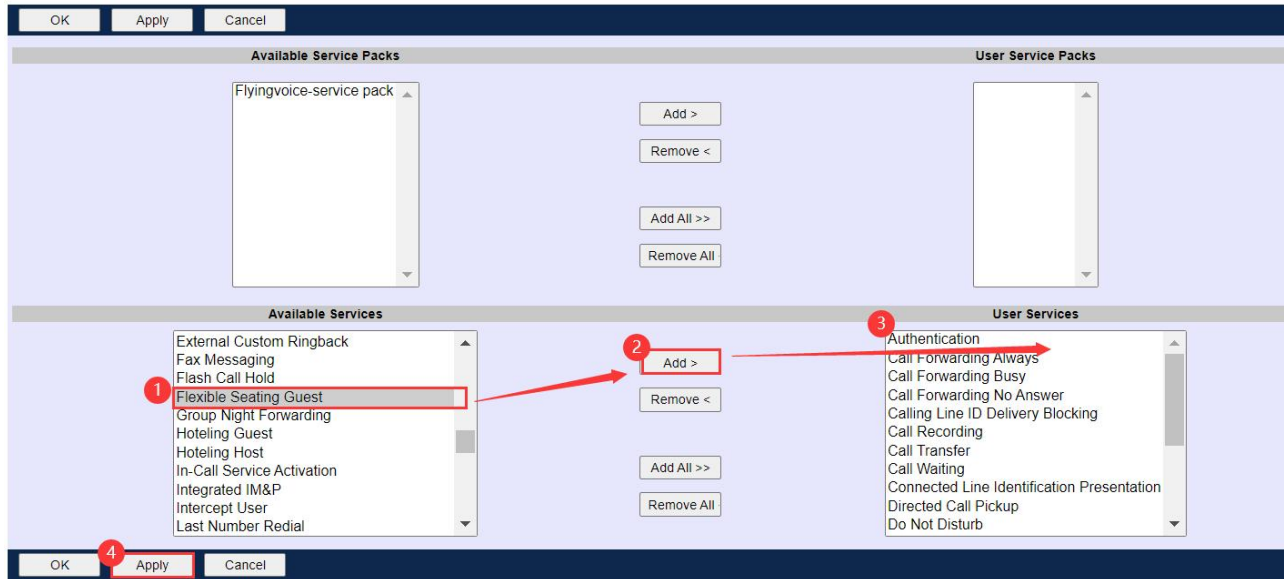 OK Apply Cancel
Available Service Packs User Service Packs
Flyingvoice-service pack
Add >
Remove <
Add All >>
Remove All
Available Services User Services
External Custom Ringback
Fax Messaging
Flash Call Hold
1 Flexible Seating Guest
Group Night Forwarding
Hoteling Guest
Hoteling Host
In-Call Service Activation
Integrated IM&P
Intercept User
Last Number Redial
2 Add >
Remove <
Add All >>
Remove All
3
Authentication
Call Forwarding Always
Call Forwarding Busy
Call Forwarding No Answer
Calling Line ID Delivery Blocking
Call Recording
Call Transfer
Call Waiting
Connected Line Identification Presentation
Directed Call Pickup
Do Not Disturb
4
OK Apply Cancel